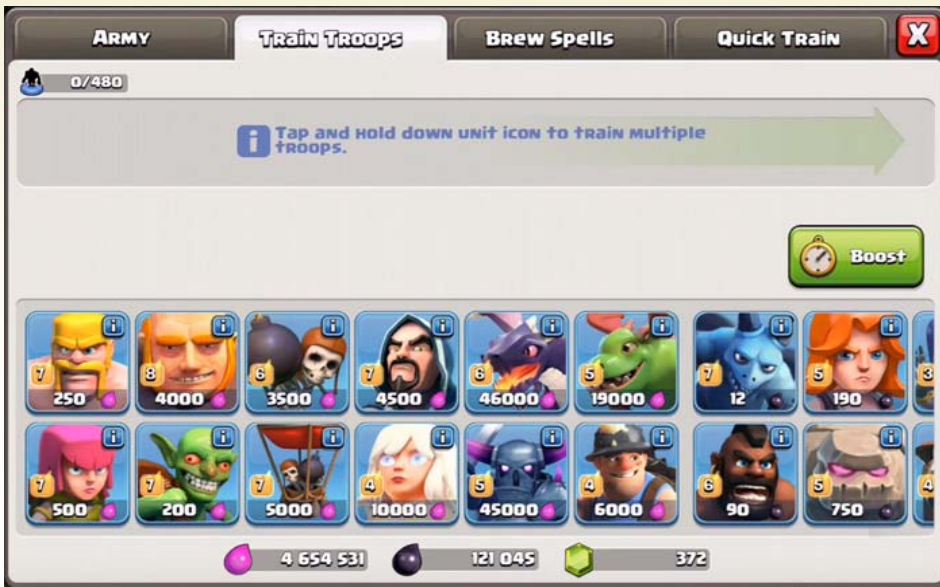 Army Train Troops Brew Spells Quick Train X
0/480
i Tap and hold down unit icon to train multiple
troops.
Boost
i i i i i i i i
7 8 6 7 6 5 7 5 3
250 4000 3500 4500 46000 19000 12 190
i i i i i i i i
7 7 7 4 5 4 6 5 4
500 200 5000 10000 45000 6000 90 750
4 654 531 121 045 372